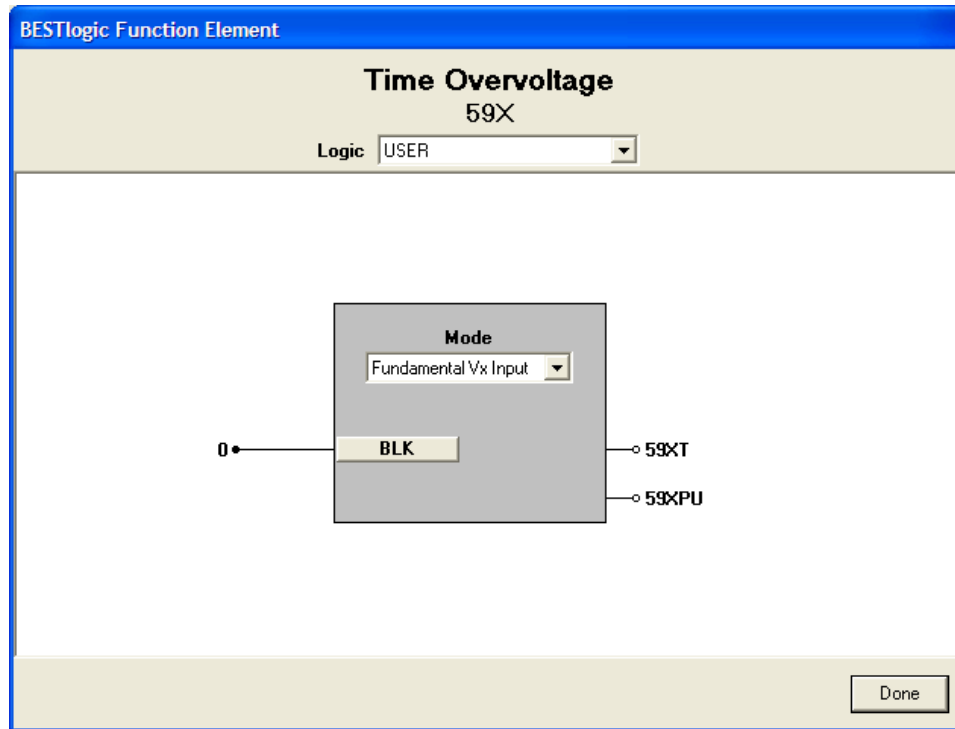 BESTlogic Function Element
Time Overvoltage
59X
Logic USER
Mode
Fundamental Vx Input
0 BLK 59XT
59XPU
Done